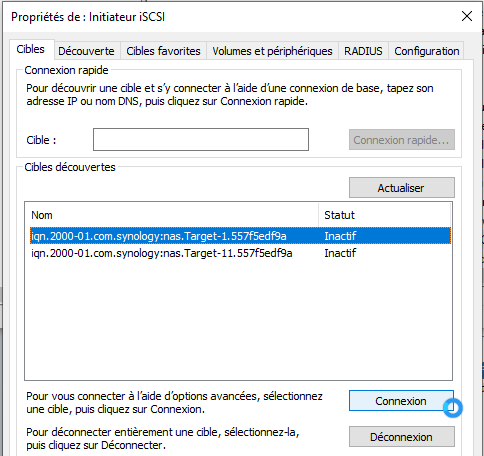 Propriétés de : Initiateur iSCSI
Cibles
Découverte
Cibles favorites
Volumes et périphériques
RADIUS
Configuration
Connexion rapide
Pour découvrir une cible et s'y connecter à l'aide d'une connexion de base, tapez son
adresse IP ou nom DNS, puis cliquez sur Connexion rapide.
Cible :
Connexion rapide...
Cibles découvertes
Actualiser
Nom
Statut
iqn.2000-01.com.synology:nas.Target-1.557f5edf9a
Inactif
iqn.2000-01.com.synology:nas.Target-11.557f5edf9a
Inactif
Pour vous connecter à l'aide d'options avancées, sélectionnez
une cible, puis cliquez sur Connexion.
Connexion
Pour déconnecter entièrement une cible, sélectionnez-la,
puis cliquez sur Déconnecter.
Déconnexion